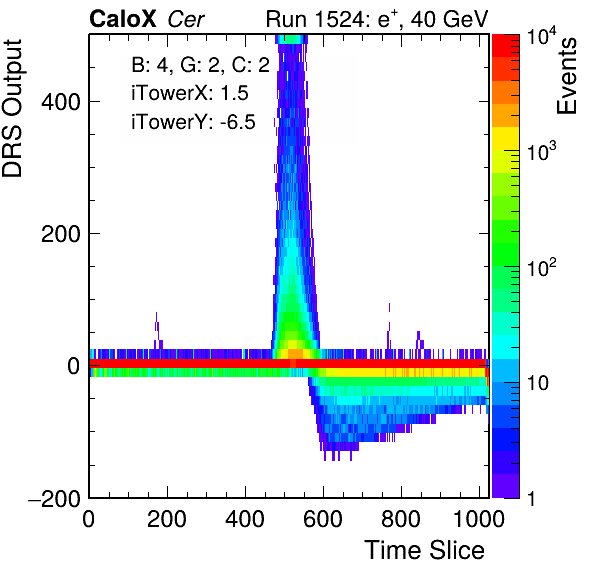 CaloX Cer
Run 1524: e+, 40 GeV
B: 4, G: 2, C: 2
iTowerX: 1.5
iTowerY: -6.5
DRS Output
400
200
0
−200
0
200
400
600
800
1000
Time Slice
Events
10^4
10^3
10^2
10
1